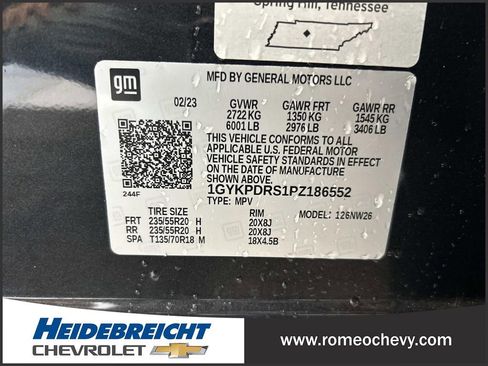 Spring Hill, Tennessee
gm
MFD BY GENERAL MOTORS LLC
02/23 GVWR GAWR FRT GAWR RR
2722 KG 1350 KG 1545 KG
6001 LB 2976 LB 3406 LB
THIS VEHICLE CONFORMS TO ALL
APPLICABLE U.S. FEDERAL MOTOR
VEHICLE SAFETY STANDARDS IN EFFECT
ON THE DATE OF MANUFACTURE
SHOWN ABOVE.
1GYKPDRS1PZ186552
244F TYPE: MPV
TIRE SIZE RIM MODEL: 126NW26
FRT 235/55R20 H 20X8J
RR 235/55R20 H 20X8J
SPA T135/70R18 M 18X4.5B
HEIDEBREICHT
CHEVROLET
www.romeochevy.com